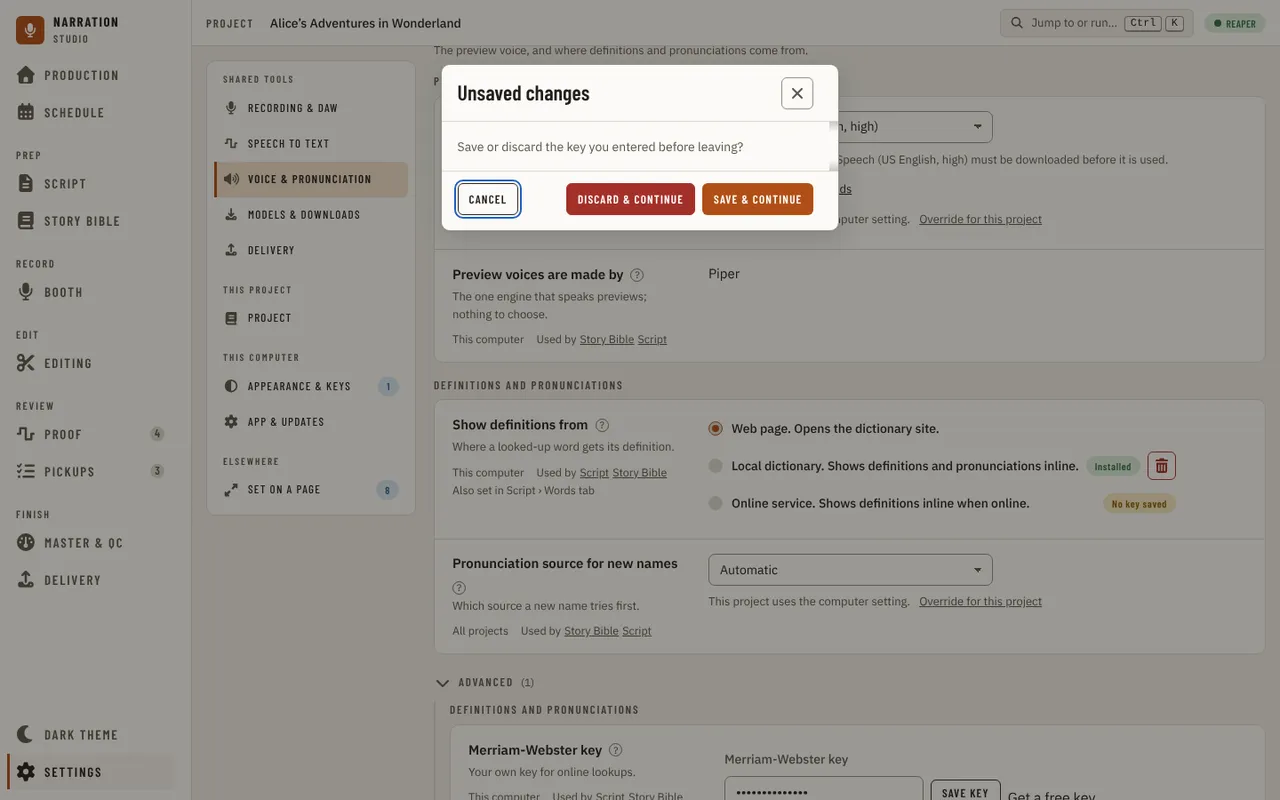 NARRATION
STUDIO
PRODUCTION
SCHEDULE
PREP
SCRIPT
STORY BIBLE
RECORD
BOOTH
EDIT
EDITING
REVIEW
PROOF 4
PICKUPS 3
FINISH
MASTER & QC
DELIVERY
DARK THEME
SETTINGS
PROJECT Alice's Adventures in Wonderland
Jump to or run... Ctrl K
REAPER
SHARED TOOLS
RECORDING & DAW
SPEECH TO TEXT
VOICE & PRONUNCIATION
MODELS & DOWNLOADS
DELIVERY
THIS PROJECT
PROJECT
THIS COMPUTER
APPEARANCE & KEYS 1
APP & UPDATES
ELSEWHERE
SET ON A PAGE 8
The preview voice, and where definitions and pronunciations come from.
Unsaved changes
Save or discard the key you entered before leaving?
CANCEL
DISCARD & CONTINUE
SAVE & CONTINUE
high)
Speech (US English, high) must be downloaded before it is used.
setting. Override for this project
Preview voices are made by ?
The one engine that speaks previews;
nothing to choose.
This computer Used by Story Bible Script
Piper
DEFINITIONS AND PRONUNCIATIONS
Show definitions from ?
Where a looked-up word gets its definition.
This computer Used by Script Story Bible
Also set in Script › Words tab
Web page. Opens the dictionary site.
Local dictionary. Shows definitions and pronunciations inline. Installed
Online service. Shows definitions inline when online. No key saved
Pronunciation source for new names
?
Which source a new name tries first.
All projects Used by Story Bible Script
Automatic
This project uses the computer setting. Override for this project
ADVANCED (1)
DEFINITIONS AND PRONUNCIATIONS
Merriam-Webster key ?
Your own key for online lookups.
This computer Used by Script Story Bible
Merriam-Webster key
••••••••••••••
SAVE KEY
Get a free key